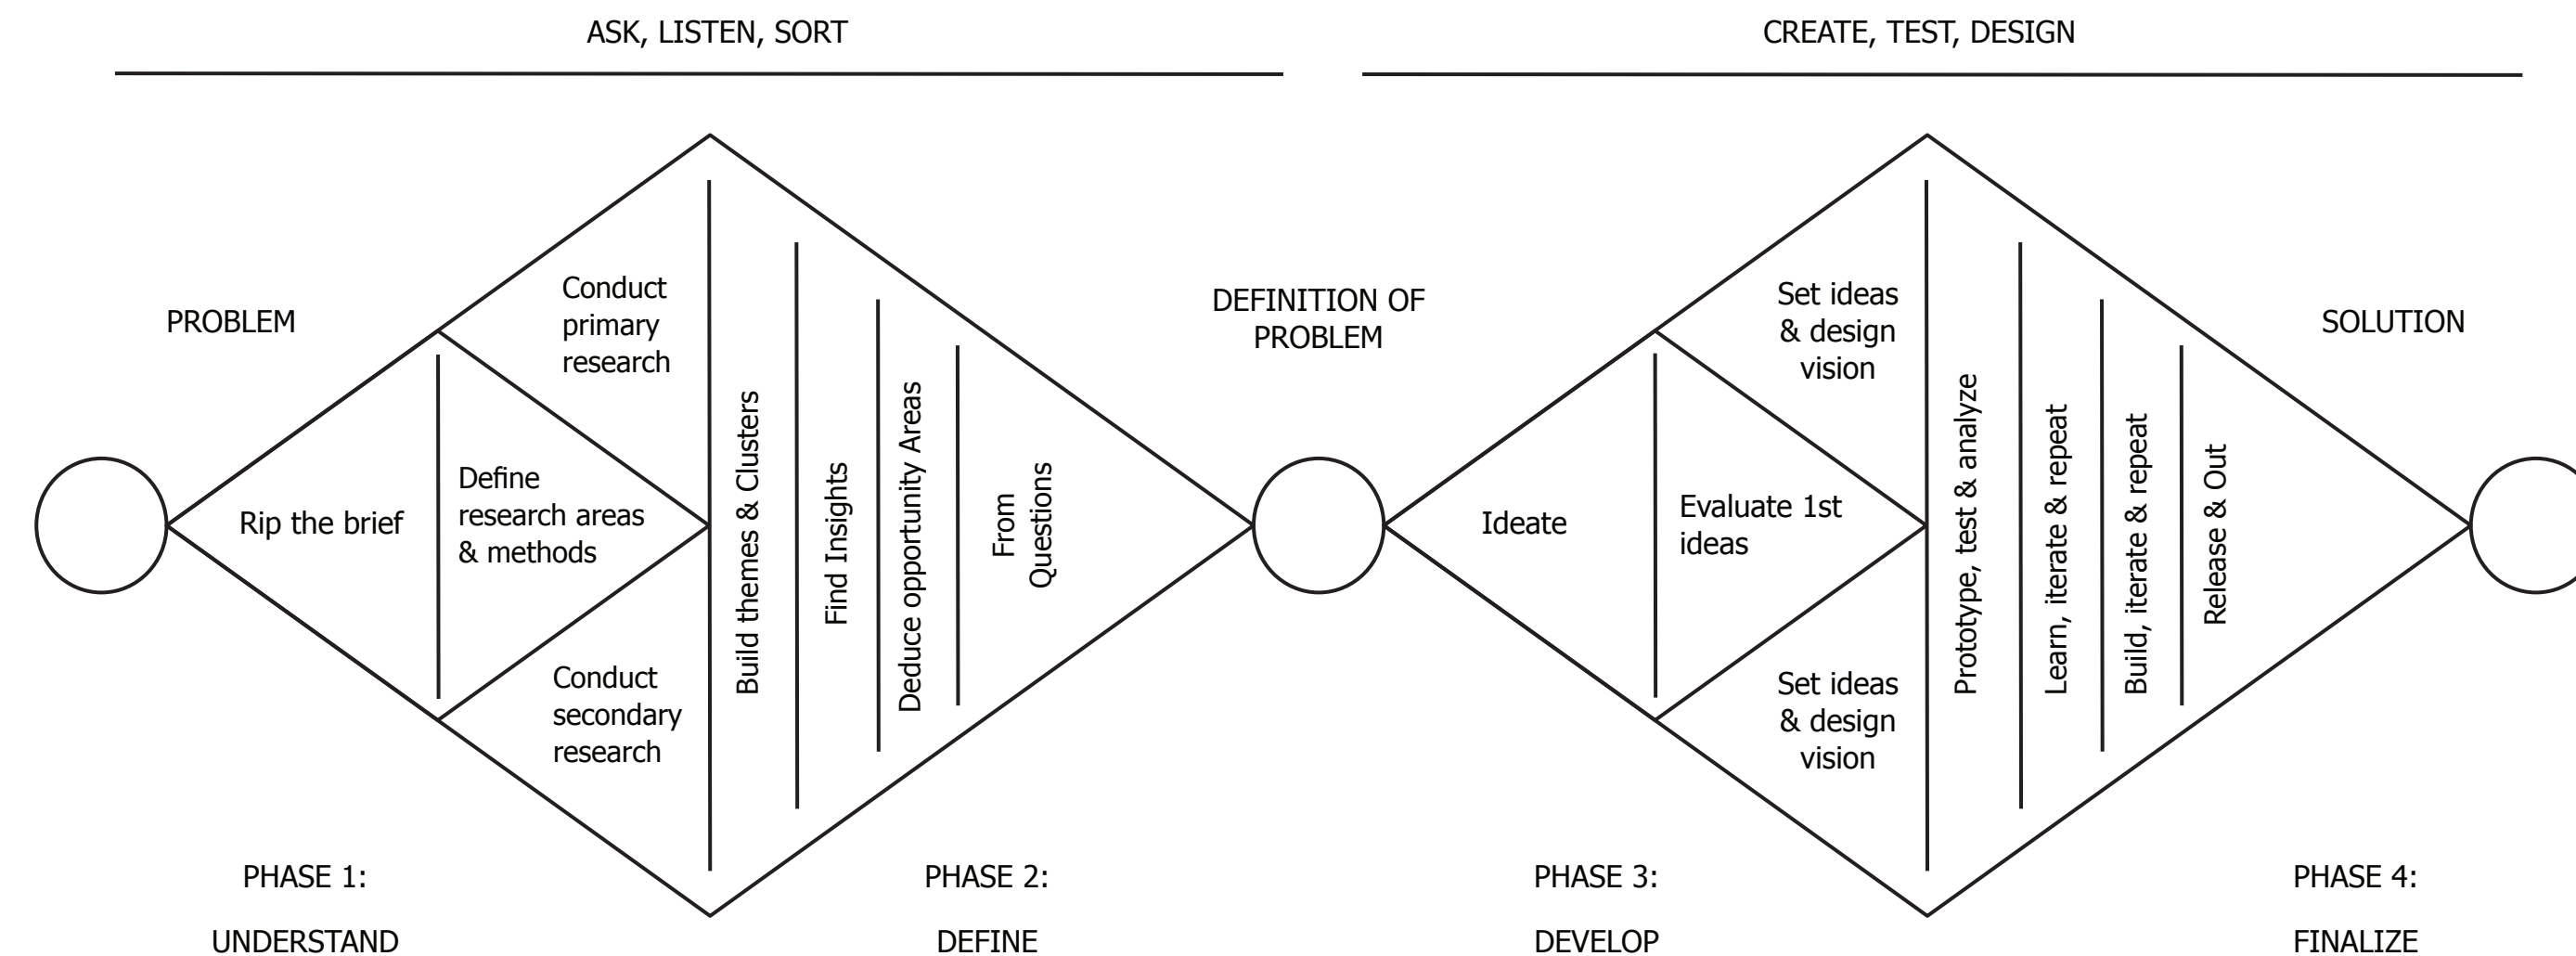 ASK, LISTEN, SORT
CREATE, TEST, DESIGN
PROBLEM
Rip the brief
Define
research areas
& methods
Conduct
primary
research
Conduct
secondary
research
Build themes & Clusters
Find Insights
Deduce opportunity Areas
From
Questions
DEFINITION OF
PROBLEM
Ideate
Evaluate 1st
ideas
Set ideas
& design
vision
Set ideas
& design
vision
Prototype, test & analyze
Learn, iterate & repeat
Build, iterate & repeat
Release & Out
SOLUTION
PHASE 1:
UNDERSTAND
PHASE 2:
DEFINE
PHASE 3:
DEVELOP
PHASE 4:
FINALIZE